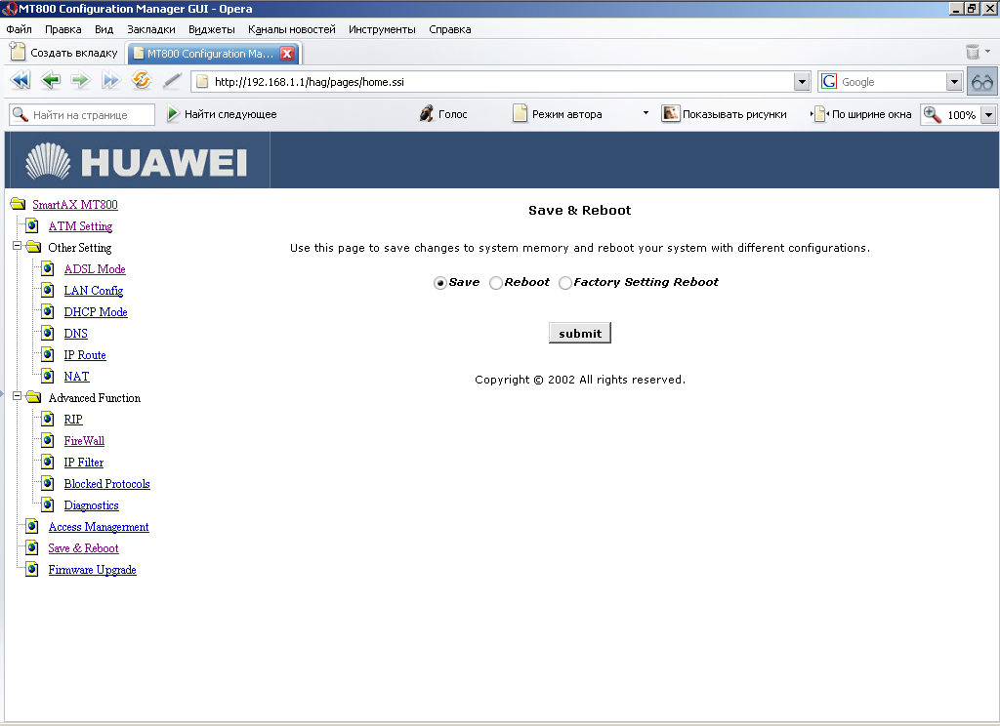 MT800 Configuration Manager GUI - Opera
Файл Правка Вид Закладки Виджеты Каналы новостей Инструменты Справка
Создать вкладку MT800 Configuration Ma...
http://192.168.1.1/hag/pages/home.ssi Google
Найти на странице Найти следующее Голос Режим автора Показывать рисунки По ширине окна 100%
HUAWEI
SmartAX MT800
ATM Setting
Other Setting
ADSL Mode
LAN Config
DHCP Mode
DNS
IP Route
NAT
Advanced Function
RIP
FireWall
IP Filter
Blocked Protocols
Diagnostics
Access Management
Save & Reboot
Firmware Upgrade
Save & Reboot
Use this page to save changes to system memory and reboot your system with different configurations.
Save Reboot Factory Setting Reboot
submit
Copyright © 2002 All rights reserved.